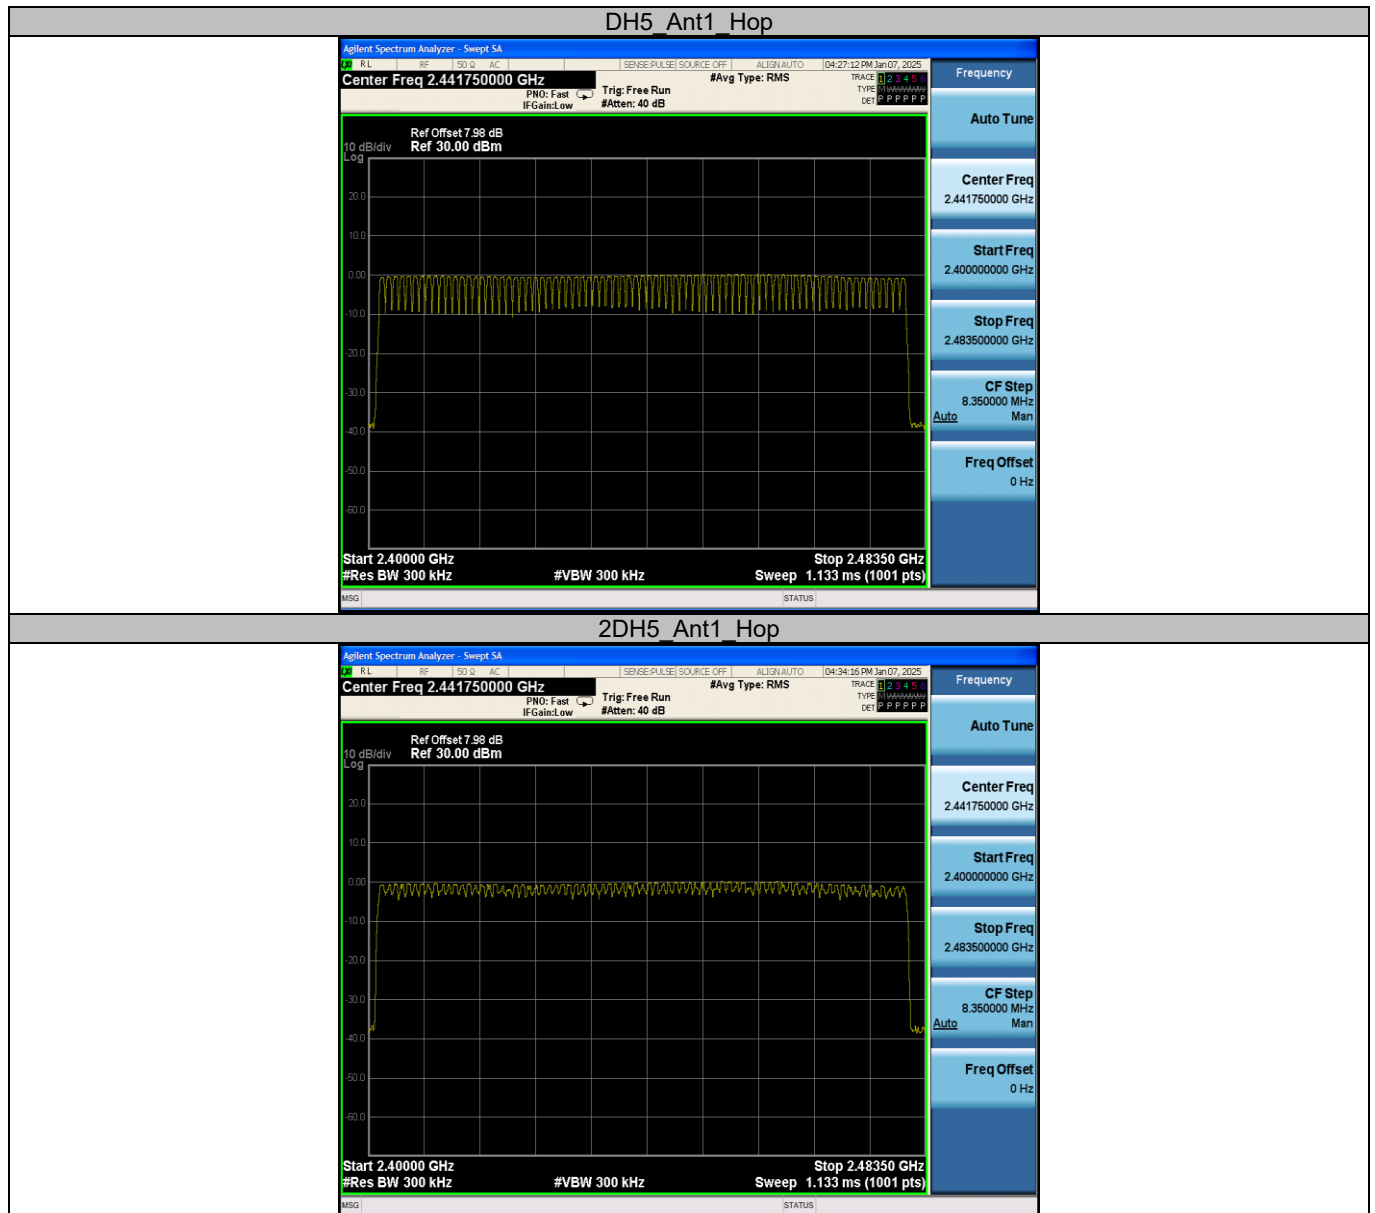 DH5_Ant1_Hop
Agilent Spectrum Analyzer - Swept SA
RL RF 50 Ω AC SENSE:PULSE SOURCE OFF ALIGNAUTO 04:27:12 PM Jan 07, 2025
Center Freq 2.441750000 GHz #Avg Type: RMS TRACE 1 2 3 4 5 6 Frequency
PNO: Fast Trig: Free Run TYPE
IFGain:Low #Atten: 40 dB DET P P P P P P
Auto Tune
Ref Offset 7.98 dB
10 dB/div Ref 30.00 dBm
Log
Center Freq
20.0 2.441750000 GHz
10.0
Start Freq
0.00 2.400000000 GHz
-10.0
Stop Freq
2.483500000 GHz
-20.0
CF Step
-30.0 8.350000 MHz
Auto Man
-40.0
Freq Offset
-50.0 0 Hz
-60.0
Start 2.40000 GHz Stop 2.48350 GHz
#Res BW 300 kHz #VBW 300 kHz Sweep 1.133 ms (1001 pts)
MSG STATUS
2DH5_Ant1_Hop
Agilent Spectrum Analyzer - Swept SA
RL RF 50 Ω AC SENSE:PULSE SOURCE OFF ALIGNAUTO 04:34:16 PM Jan 07, 2025
Center Freq 2.441750000 GHz #Avg Type: RMS TRACE 1 2 3 4 5 6 Frequency
PNO: Fast Trig: Free Run TYPE
IFGain:Low #Atten: 40 dB DET P P P P P P
Auto Tune
Ref Offset 7.98 dB
10 dB/div Ref 30.00 dBm
Log
Center Freq
20.0 2.441750000 GHz
10.0
Start Freq
0.00 2.400000000 GHz
-10.0
Stop Freq
2.483500000 GHz
-20.0
CF Step
-30.0 8.350000 MHz
Auto Man
-40.0
Freq Offset
-50.0 0 Hz
-60.0
Start 2.40000 GHz Stop 2.48350 GHz
#Res BW 300 kHz #VBW 300 kHz Sweep 1.133 ms (1001 pts)
MSG STATUS